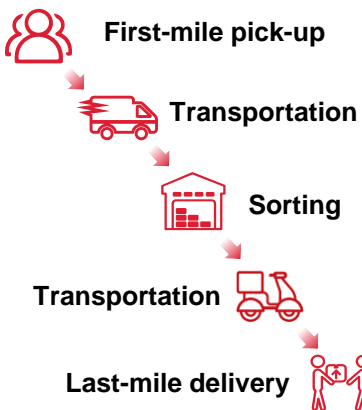 First-mile pick-up
Transportation
Sorting
Transportation
Last-mile delivery